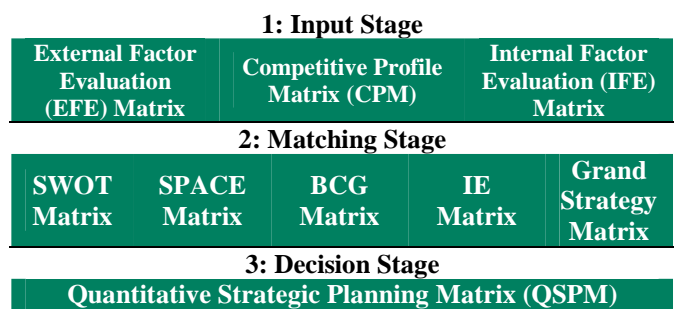 1: Input Stage
External Factor Evaluation (EFE) Matrix
Competitive Profile Matrix (CPM)
Internal Factor Evaluation (IFE) Matrix
2: Matching Stage
SWOT Matrix
SPACE Matrix
BCG Matrix
IE Matrix
Grand Strategy Matrix
3: Decision Stage
Quantitative Strategic Planning Matrix (QSPM)